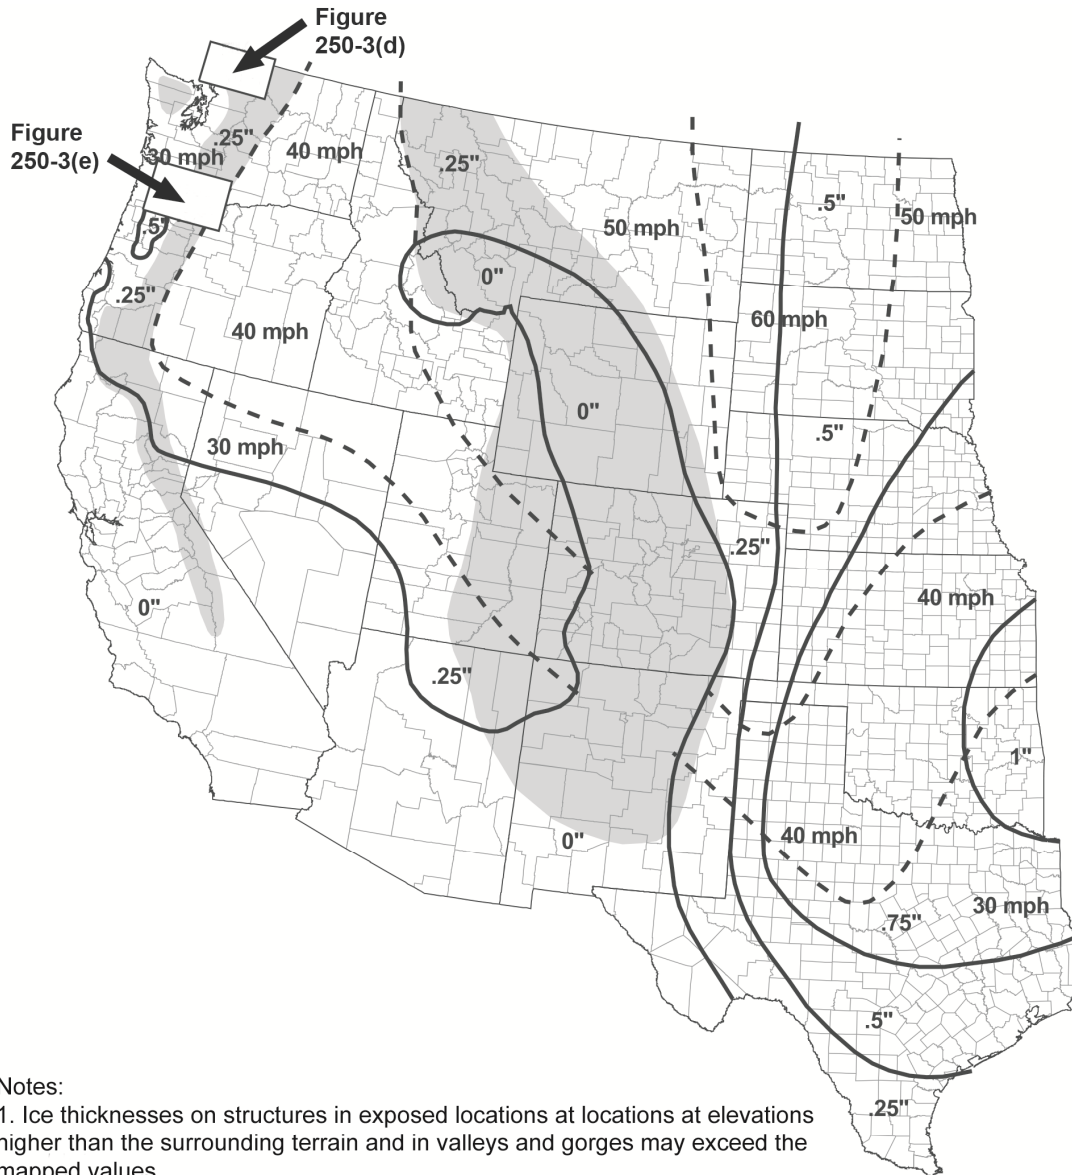 Figure
250-3(d)
Figure
250-3(e)
.25"
30 mph
40 mph
.25"
50 mph
.5"
50 mph
.5"
0"
.25"
40 mph
60 mph
0"
.5"
30 mph
.25"
40 mph
0"
.25"
1"
40 mph
0"
30 mph
.75"
.5"
.25"
Notes:
1. Ice thicknesses on structures in exposed locations at locations at elevations
higher than the surrounding terrain and in valleys and gorges may exceed the
mapped values